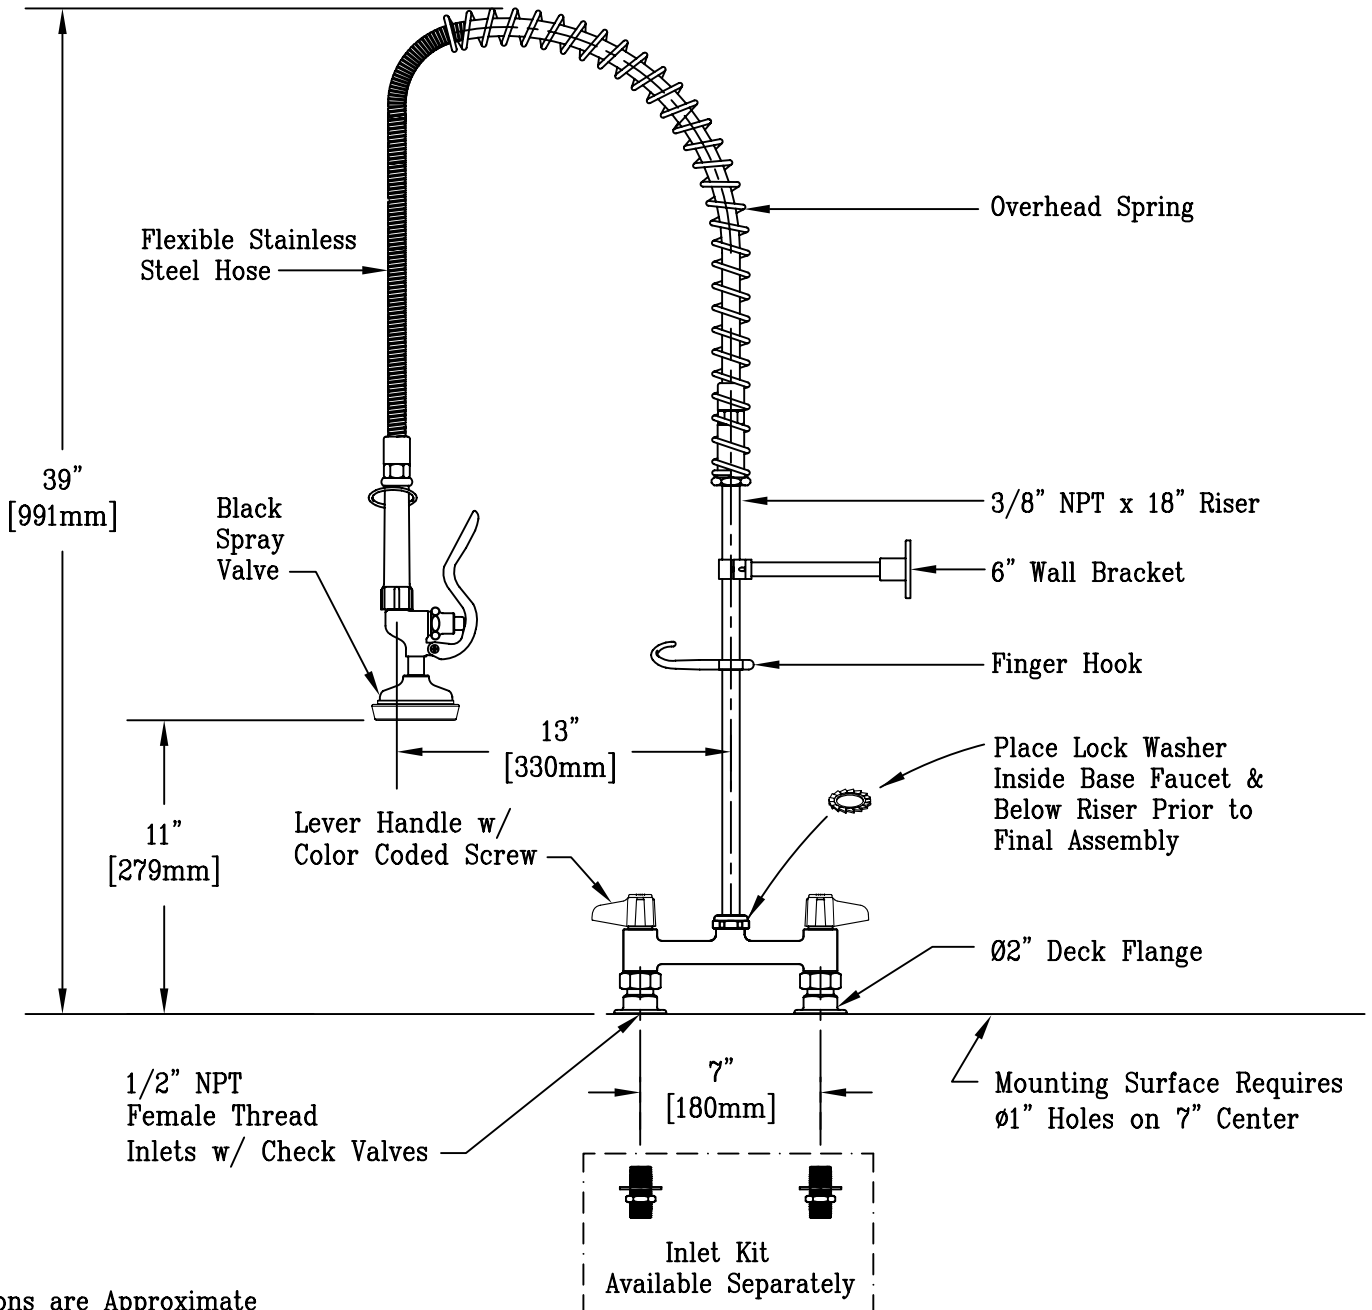 Overhead Spring
Flexible Stainless
Steel Hose
39"
[991mm]
Black
Spray
Valve
3/8" NPT x 18" Riser
6" Wall Bracket
Finger Hook
13"
[330mm]
Place Lock Washer
Inside Base Faucet &
Below Riser Prior to
Final Assembly
11"
[279mm]
Lever Handle w/
Color Coded Screw
Ø2" Deck Flange
1/2" NPT
Female Thread
Inlets w/ Check Valves
7"
[180mm]
Mounting Surface Requires
ø1" Holes on 7" Center
Inlet Kit
Available Separately
are Approximate